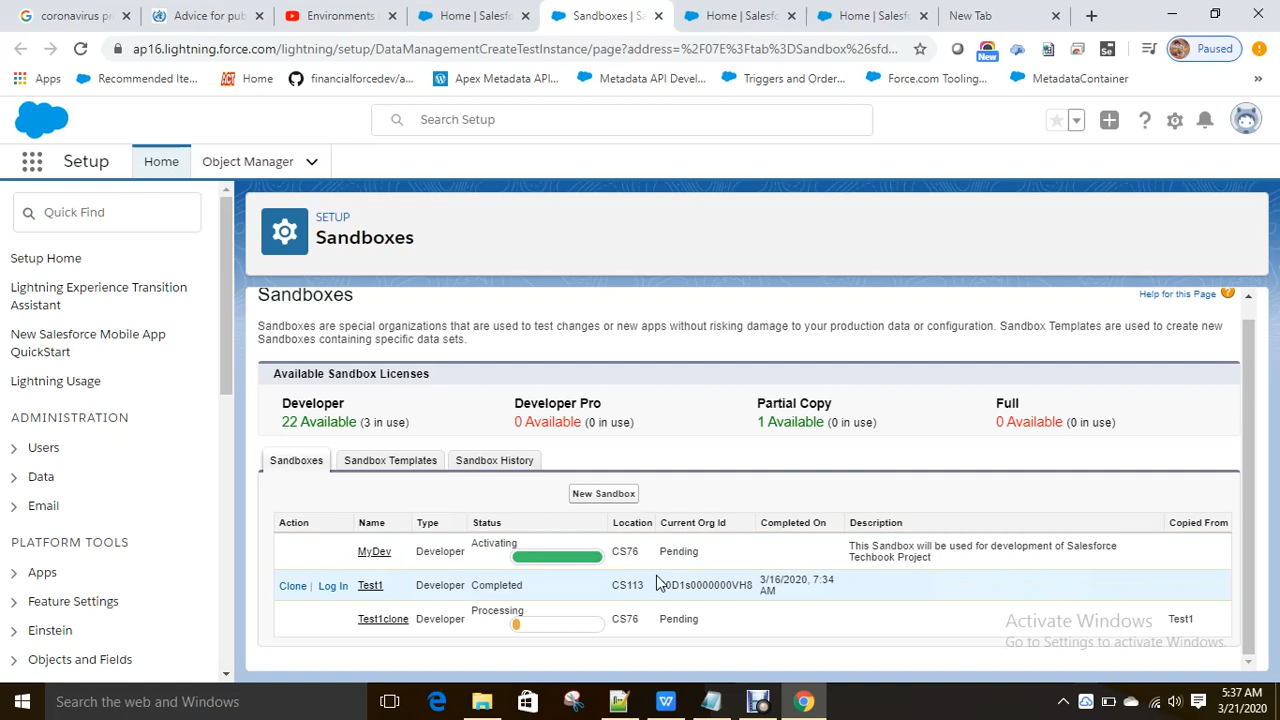 coronavirus pr
Advice for pub
Environments i
Home | Salesf
Sandboxes | Sa
Home | Salesfo
Home | Salesfo
New Tab
ap16.lightning.force.com/lightning/setup/DataManagementCreateTestInstance/page?address=%2F07E%3Ftab%3DSandbox%26sfd...
New
Se
Paused
Apps
Recommended Ite...
ACT
Home
financialforcedev/a...
Apex Metadata API...
Metadata API Devel...
Triggers and Order...
Force.com Tooling...
MetadataContainer
»
Search Setup
Setup
Home
Object Manager
Quick Find
Setup Home
Lightning Experience Transition
Assistant
New Salesforce Mobile App
QuickStart
Lightning Usage
ADMINISTRATION
Users
Data
Email
PLATFORM TOOLS
Apps
Feature Settings
Einstein
Objects and Fields
SETUP
Sandboxes
Sandboxes
Help for this Page
Sandboxes are special organizations that are used to test changes or new apps without risking damage to your production data or configuration. Sandbox Templates are used to create new
Sandboxes containing specific data sets.
Available Sandbox Licenses
Developer
22 Available (3 in use)
Developer Pro
0 Available (0 in use)
Partial Copy
1 Available (0 in use)
Full
0 Available (0 in use)
Sandboxes
Sandbox Templates
Sandbox History
New Sandbox
Action Name Type Status Location Current Org Id Completed On Description Copied From
MyDev Developer Activating CS76 Pending This Sandbox will be used for development of Salesforce
Techbook Project
Clone | Log In Test1 Developer Completed CS113 0D1s0000000VH8 3/16/2020, 7:34
AM
Test1clone Developer Processing CS76 Pending Test1
Activate Windows
Go to Settings to activate Windows.
Search the web and Windows
5:37 AM
3/21/2020